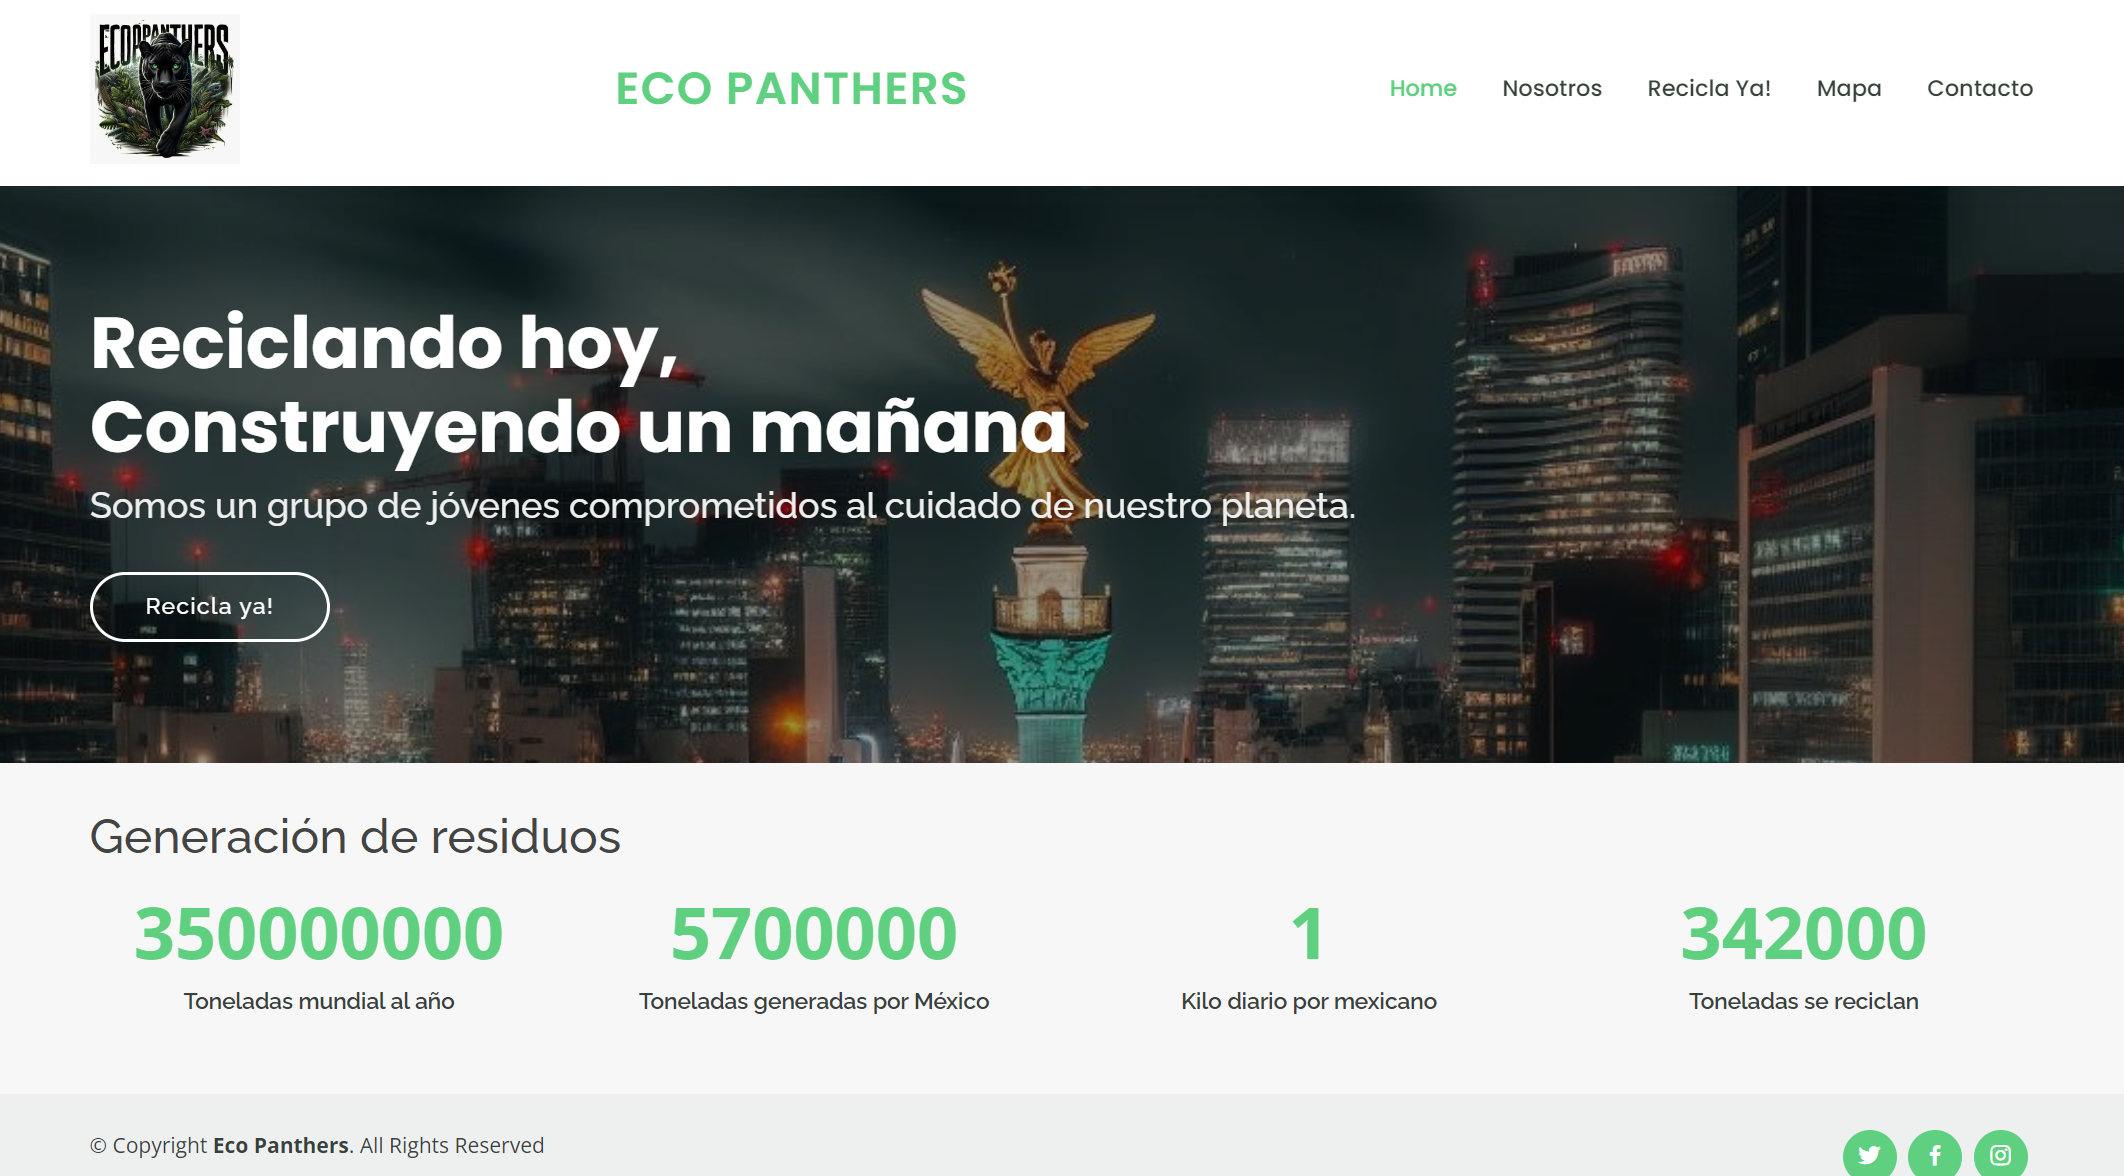 ECOPPANTHERS
ECO PANTHERS
Home
Nosotros
Recicla Ya!
Mapa
Contacto
Reciclando hoy,
Construyendo un mañana
Somos un grupo de jóvenes comprometidos al cuidado de nuestro planeta.
Recicla ya!
Generación de residuos
350000000
Toneladas mundial al año
5700000
Toneladas generadas por México
1
Kilo diario por mexicano
342000
Toneladas se reciclan
© Copyright Eco Panthers. All Rights Reserved